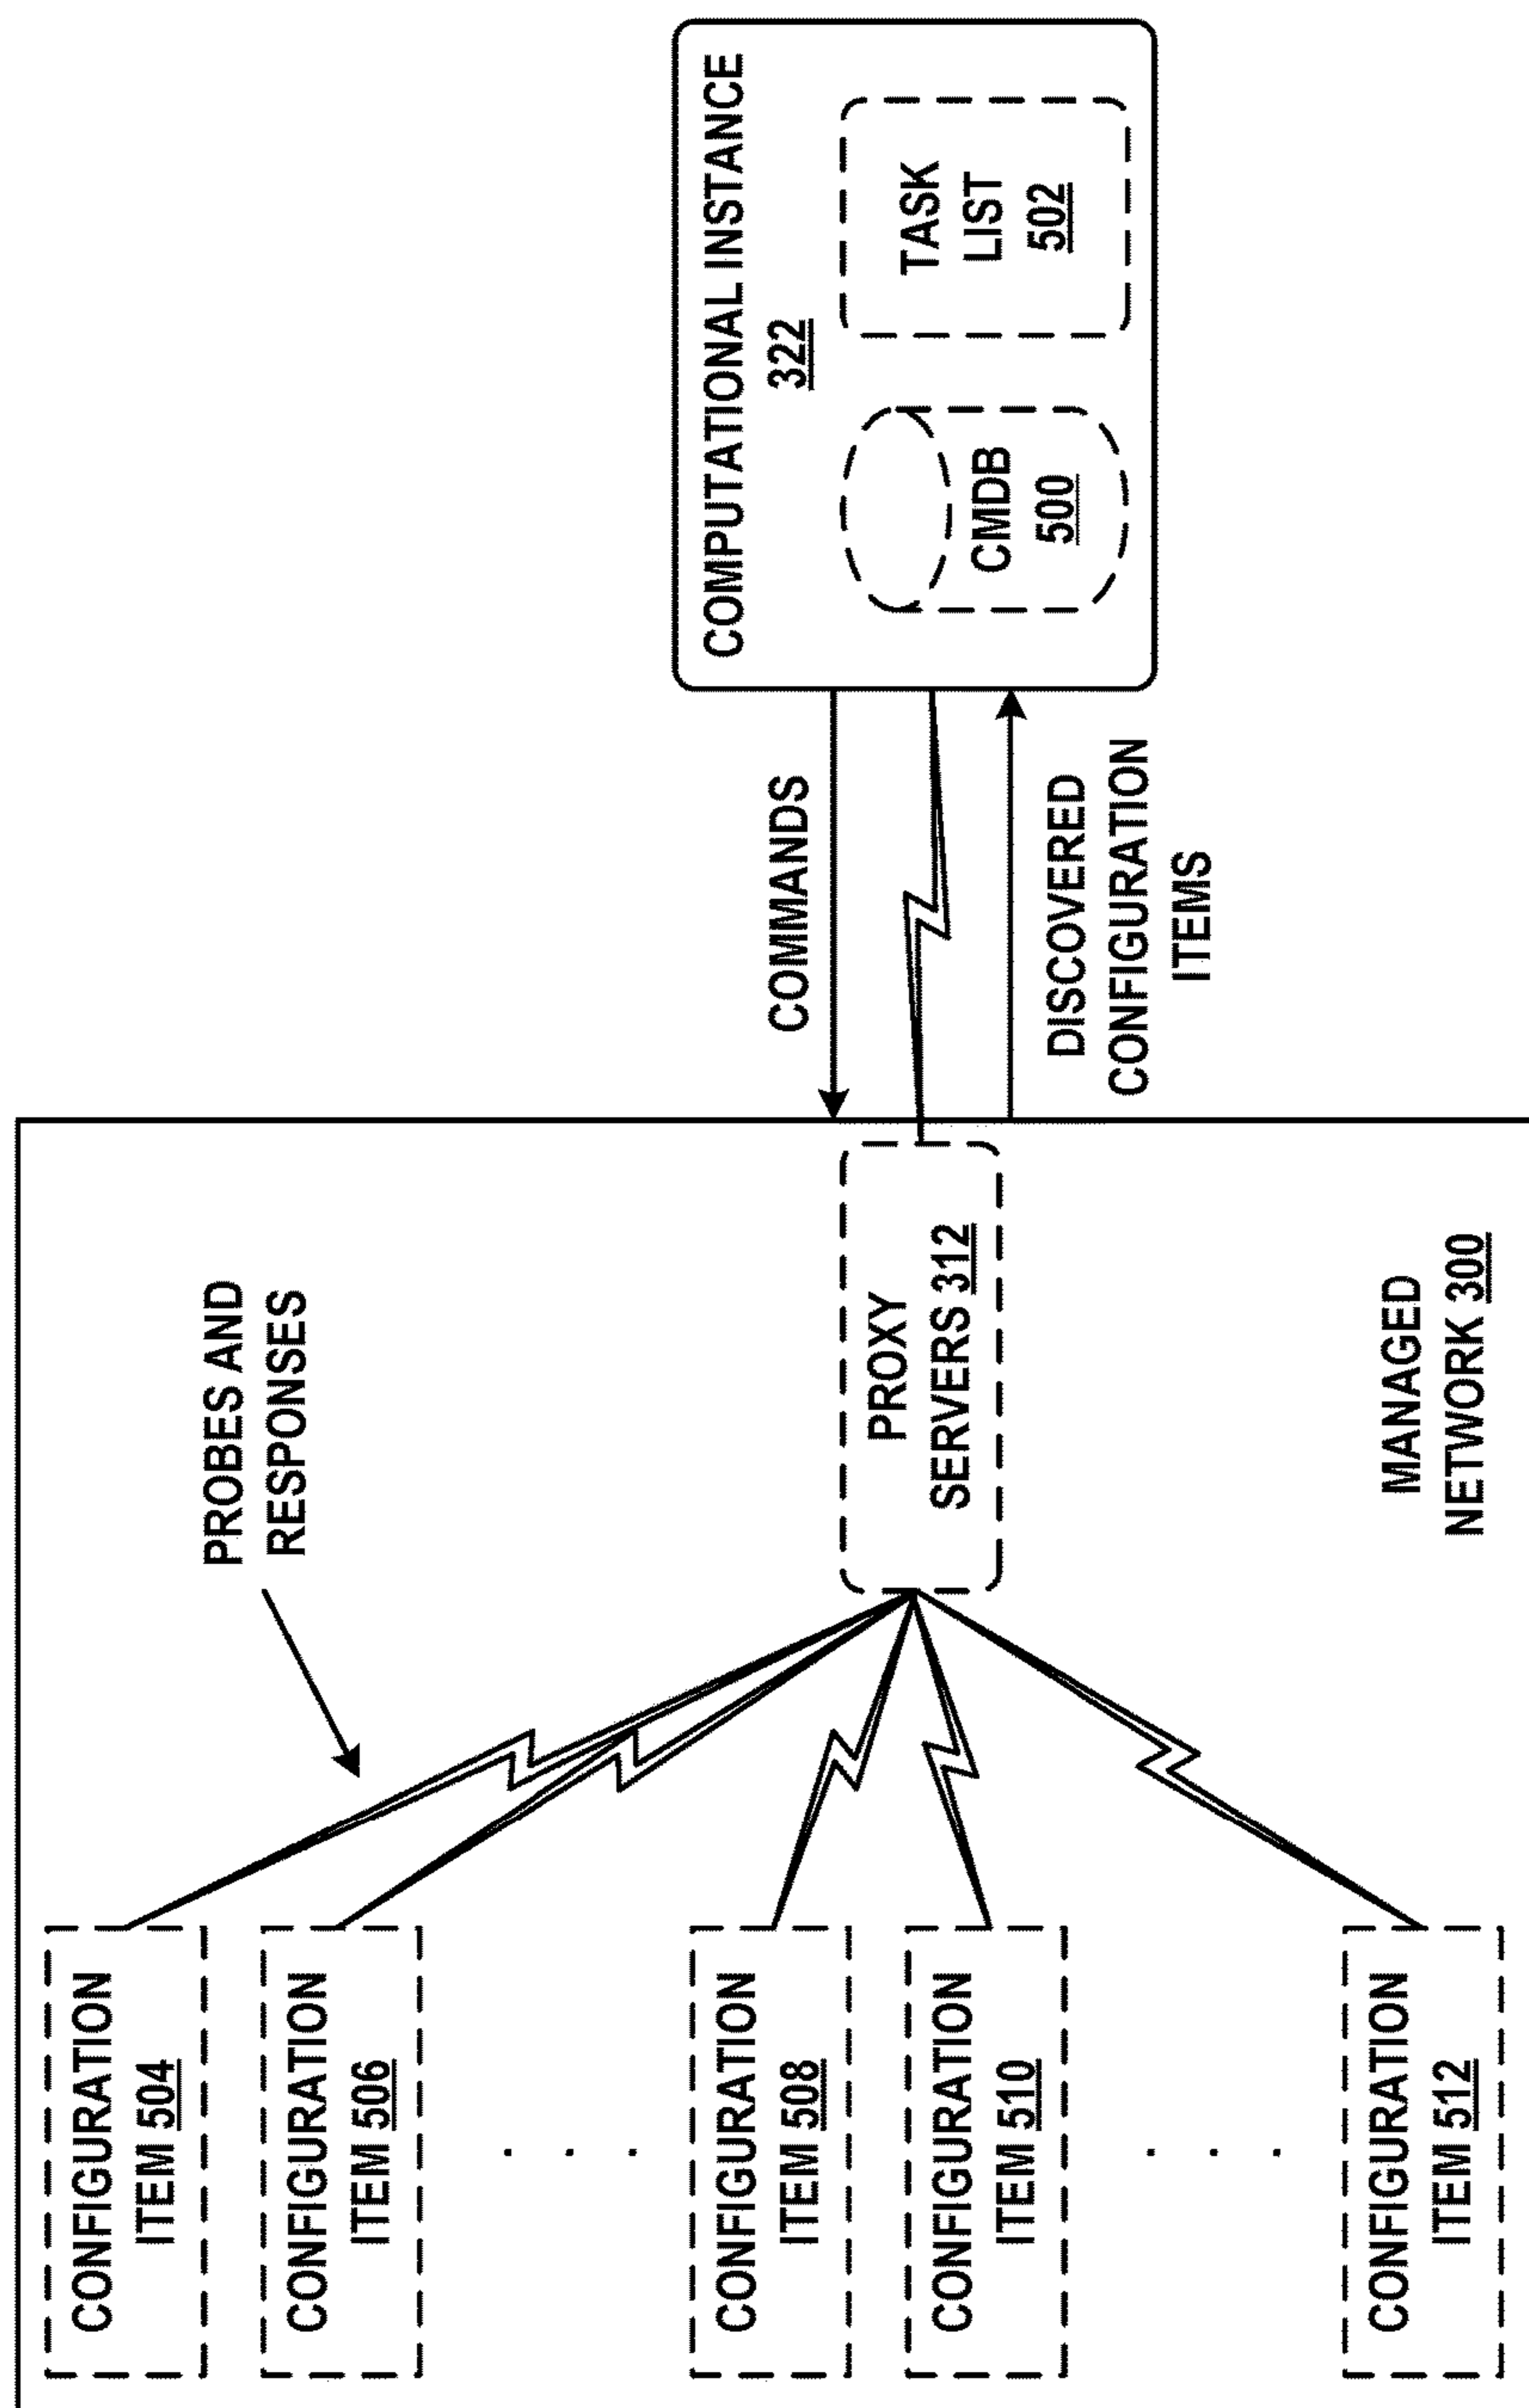 CONFIGURATION
ITEM 504
CONFIGURATION
ITEM 506
. . .
CONFIGURATION
ITEM 508
CONFIGURATION
ITEM 510
. . .
CONFIGURATION
ITEM 512
PROBES AND
RESPONSES
PROXY
SERVERS 312
MANAGED
NETWORK 300
COMMANDS
DISCOVERED
CONFIGURATION
ITEMS
COMPUTATIONAL INSTANCE
322
CMDB
500
TASK
LIST
502